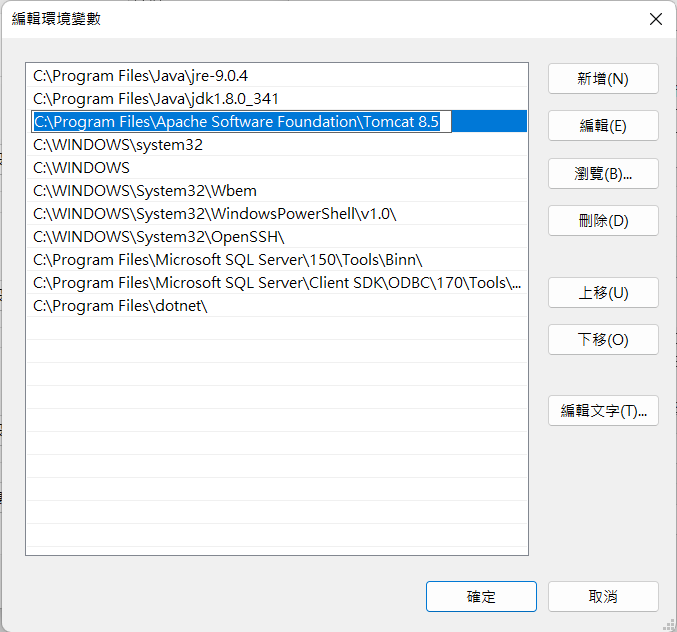 編輯環境變數
C:\Program Files\Java\jre-9.0.4
C:\Program Files\Java\jdk1.8.0_341
C:\Program Files\Apache Software Foundation\Tomcat 8.5
C:\WINDOWS\system32
C:\WINDOWS
C:\WINDOWS\System32\Wbem
C:\WINDOWS\System32\WindowsPowerShell\v1.0\
C:\WINDOWS\System32\OpenSSH\
C:\Program Files\Microsoft SQL Server\150\Tools\Binn\
C:\Program Files\Microsoft SQL Server\Client SDK\ODBC\170\Tools\...
C:\Program Files\dotnet\
新增(N)
編輯(E)
瀏覽(B)...
刪除(D)
上移(U)
下移(O)
編輯文字(T)...
確定
取消